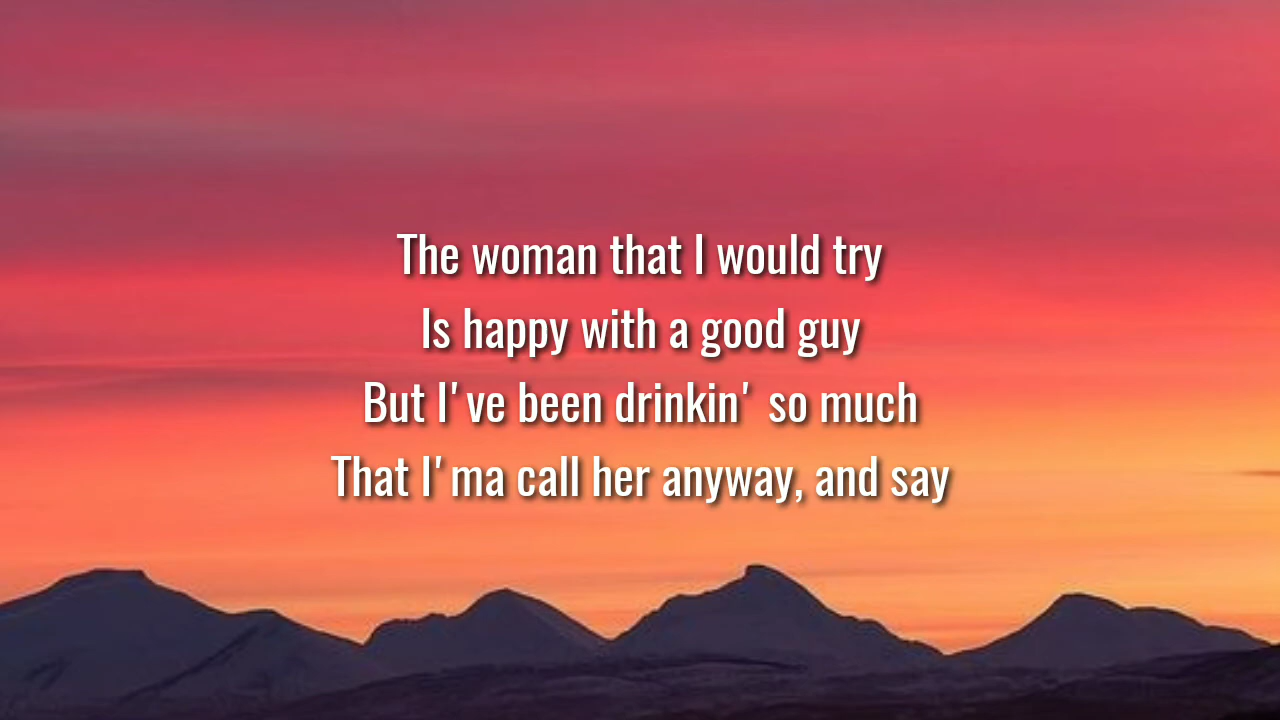 The woman that I would try
Is happy with a good guy
But I've been drinkin' so much
That I'ma call her anyway, and say